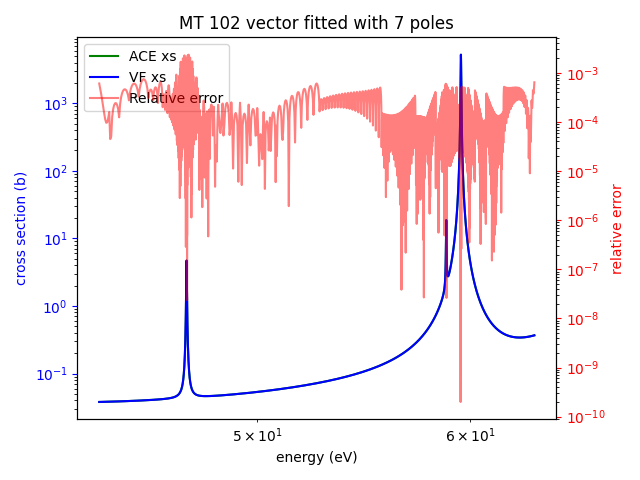 MT 102 vector fitted with 7 poles
ACE xs
VF xs
Relative error
10³
10²
10¹
10⁰
10⁻¹
cross section (b)
10⁻³
10⁻⁴
10⁻⁵
10⁻⁶
10⁻⁷
10⁻⁸
10⁻⁹
10⁻¹⁰
relative error
5 × 10¹
6 × 10¹
energy (eV)